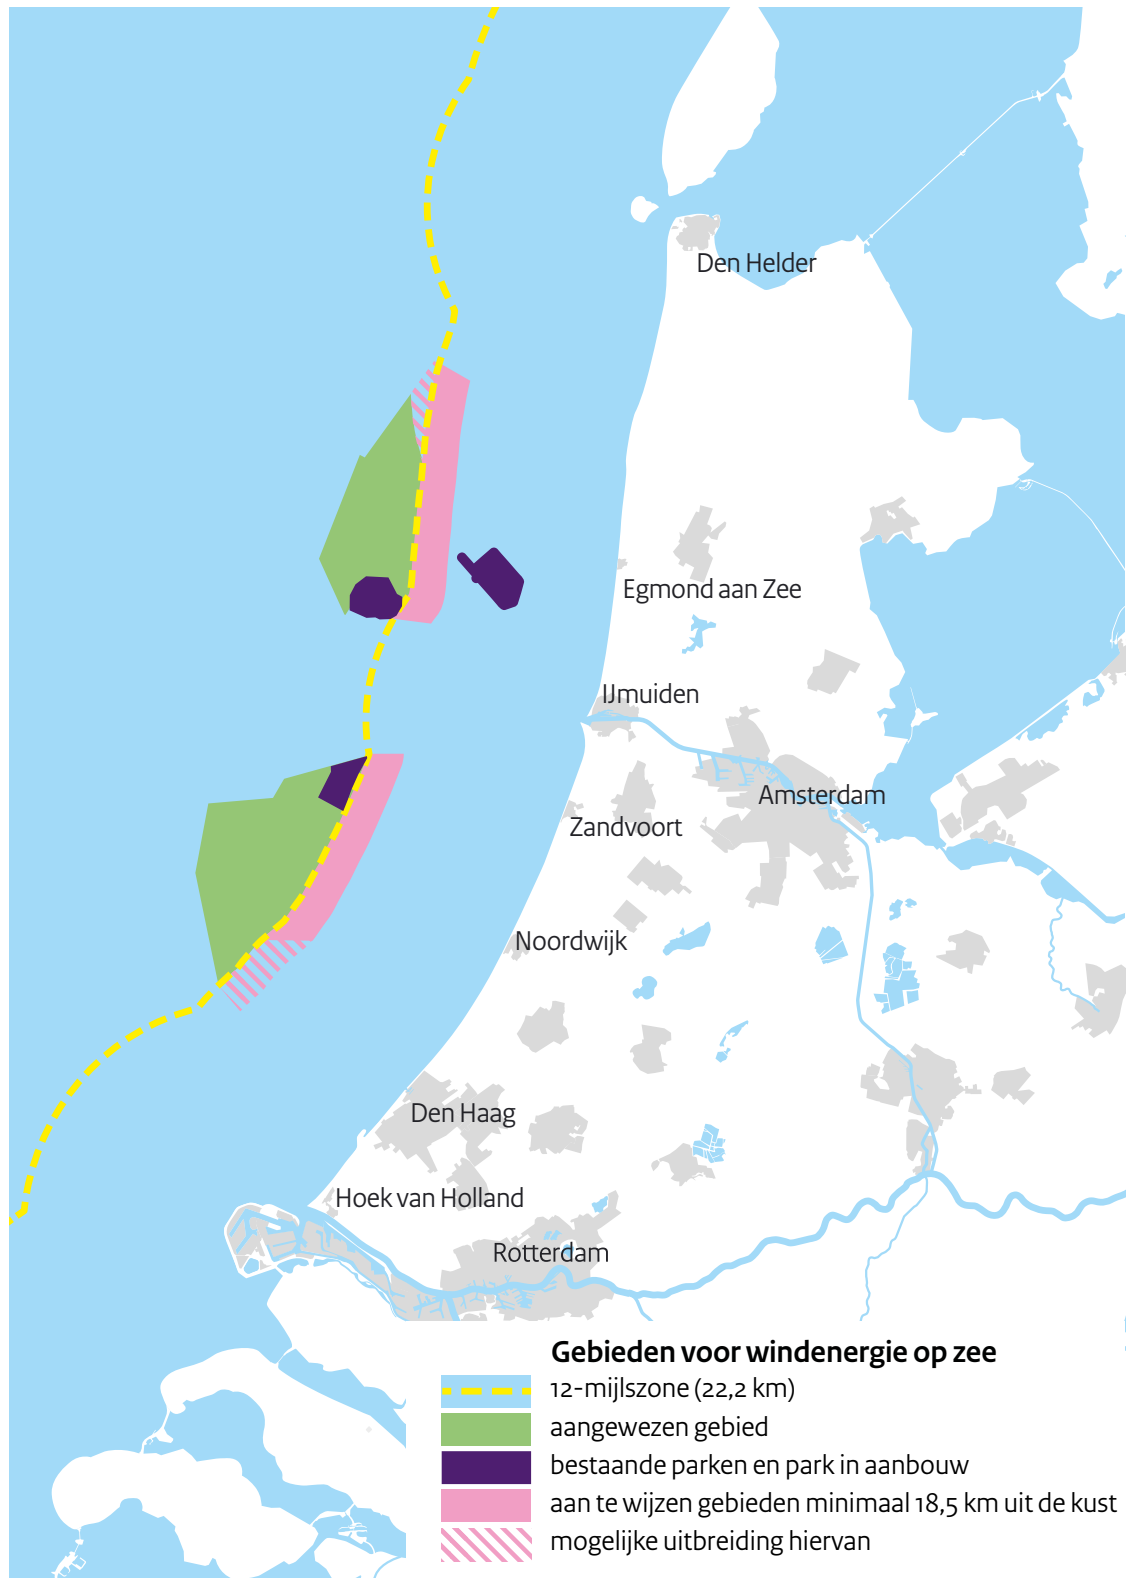 Den Helder
Egmond aan Zee
IJmuiden
Amsterdam
Zandvoort
Noordwijk
Den Haag
Hoek van Holland
Rotterdam
Gebieden voor windenergie op zee
12-mijlszone (22,2 km)
aangewezen gebied
bestaande parken en park in aanbouw
aan te wijzen gebieden minimaal 18,5 km uit de kust
mogelijke uitbreiding hiervan